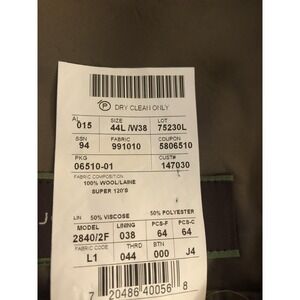 P DRY CLEAN ONLY
AL SIZE LOT
015 44L /W38 75230L
SSN FABRIC COUPON
94 991010 5806510
PKG CUST#
06510-01 147030
FABRIC COMPOSITION
100% WOOL/LAINE
SUPER 120'S
LIN 50% VISCOSE 50% POLYESTER
MODEL LINING PCS-F PCS-C
2840/2F 038 64 64
FABRIC CODE THRD BTN
L1 044 000 J4
7 20486 40056 8
J